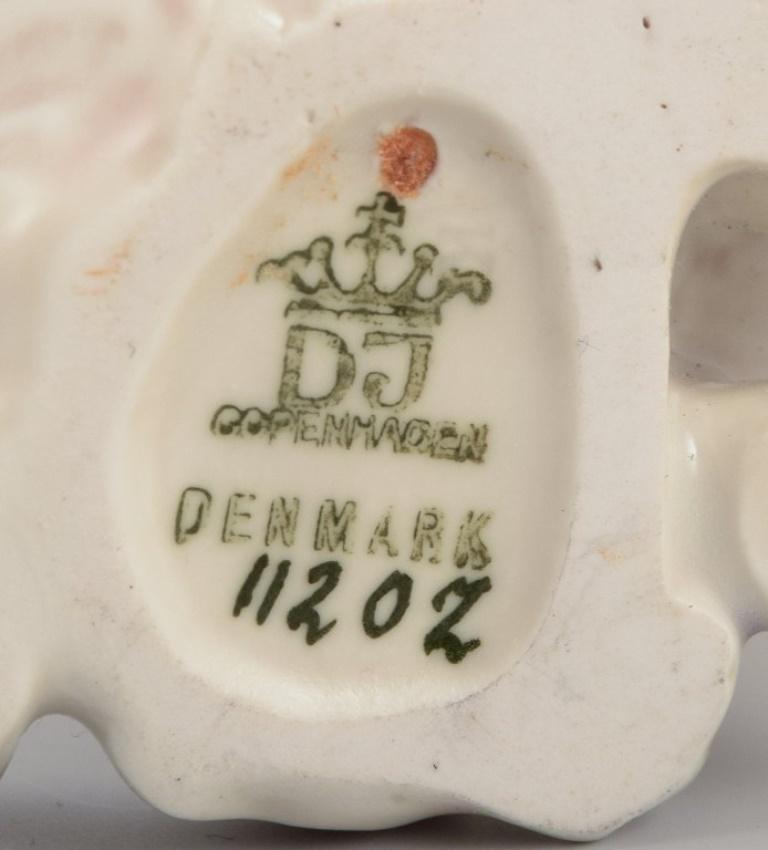 DJ
COPENHAGEN
DENMARK
11202